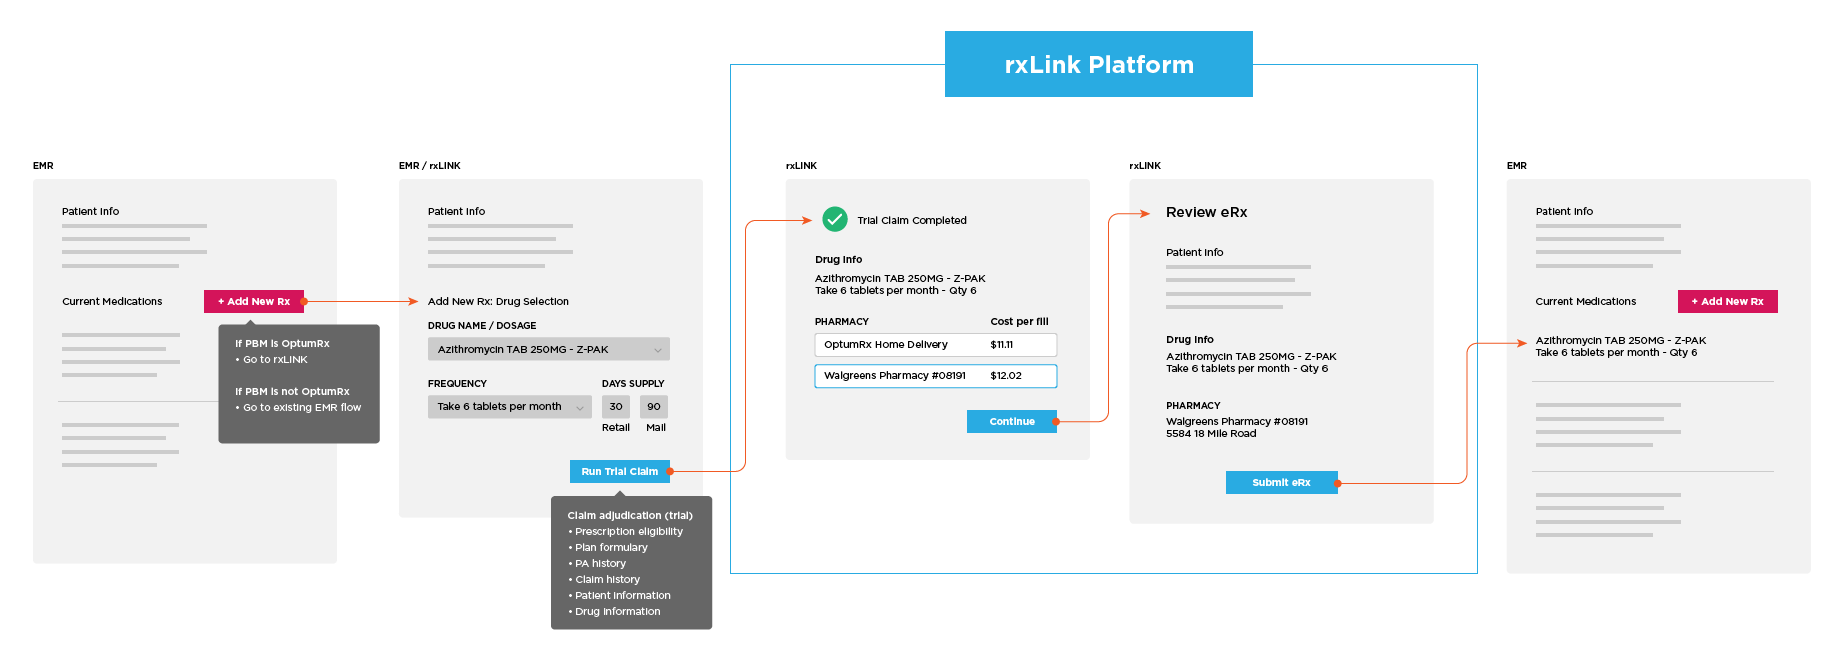 rxLink Platform
EMR
Patient Info
Current Medications
+ Add New Rx
If PBM is OptumRx
• Go to rxLINK
If PBM is not OptumRx
• Go to existing EMR flow
EMR / rxLINK
Patient Info
Add New Rx: Drug Selection
DRUG NAME / DOSAGE
Azithromycin TAB 250MG - Z-PAK
FREQUENCY
DAYS SUPPLY
Take 6 tablets per month
30
90
Retail
Mail
Run Trial Claim
Claim adjudication (trial)
• Prescription eligibility
• Plan formulary
• PA history
• Claim history
• Patient information
• Drug information
rxLINK
Trial Claim Completed
Drug Info
Azithromycin TAB 250MG - Z-PAK
Take 6 tablets per month - Qty 6
PHARMACY
Cost per fill
OptumRx Home Delivery
$11.11
Walgreens Pharmacy #08191
$12.02
Continue
rxLINK
Review eRx
Patient Info
Drug Info
Azithromycin TAB 250MG - Z-PAK
Take 6 tablets per month - Qty 6
PHARMACY
Walgreens Pharmacy #08191
5584 18 Mile Road
Submit eRx
EMR
Patient Info
Current Medications
+ Add New Rx
Azithromycin TAB 250MG - Z-PAK
Take 6 tablets per month - Qty 6